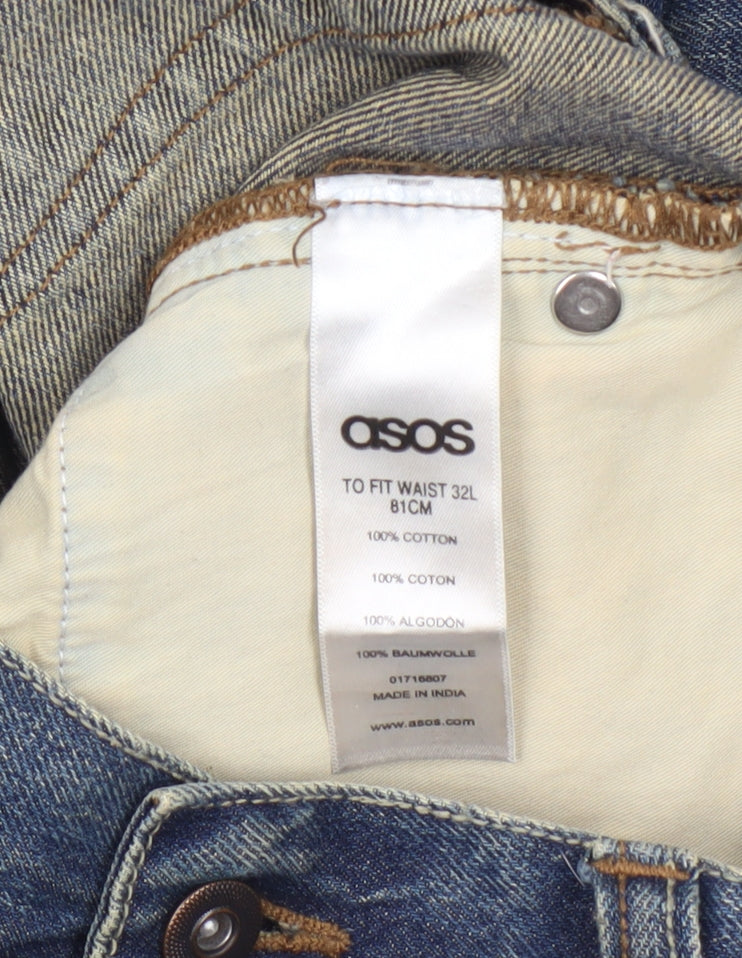 asos
TO FIT WAIST 32L
81CM
100% COTTON
100% COTON
100% ALGODÓN
100% BAUMWOLLE
01716807
MADE IN INDIA
www.asos.com